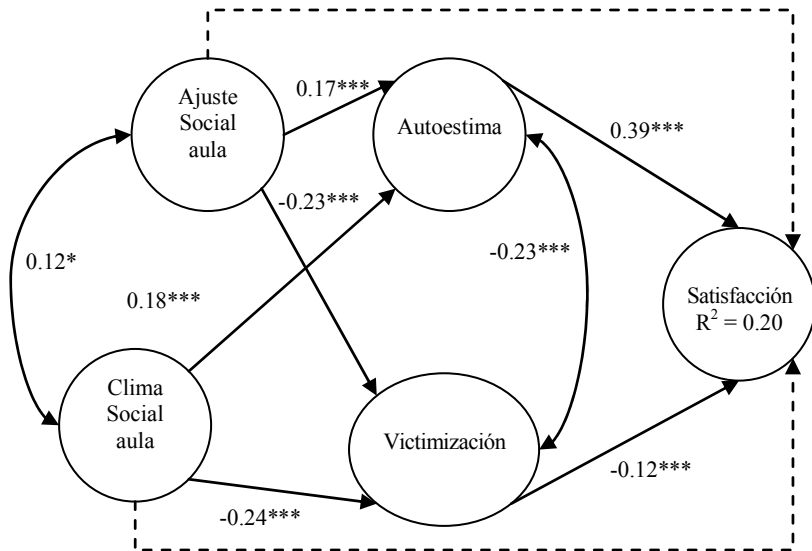 Ajuste
Social
aula
0.17***
Autoestima
0.39***
-0.23***
0.12*
-0.23***
0.18***
Satisfacción
R² = 0.20
Clima
Social
aula
Victimización
-0.12***
-0.24***